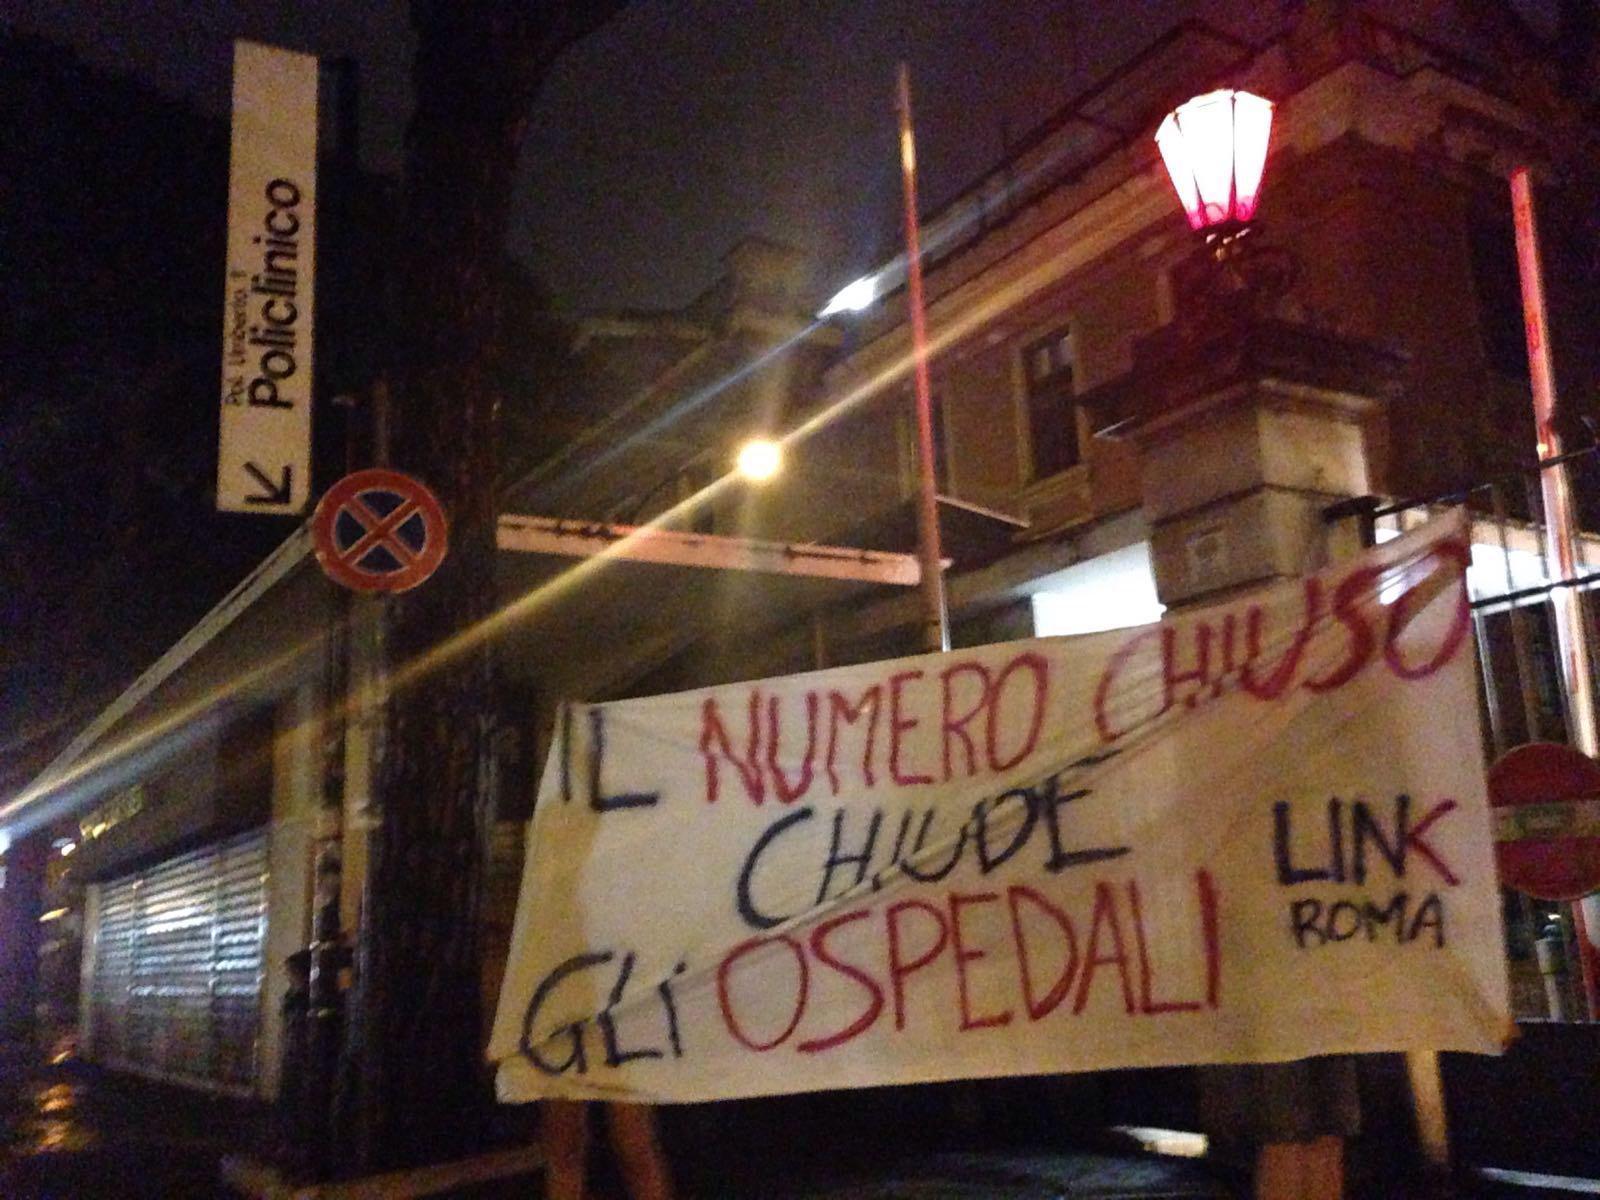 Pol. Umberto I
Policlinico
IL NUMERO CHIUSO
CHIUDE
GLi OSPEDALI
LINK
ROMA